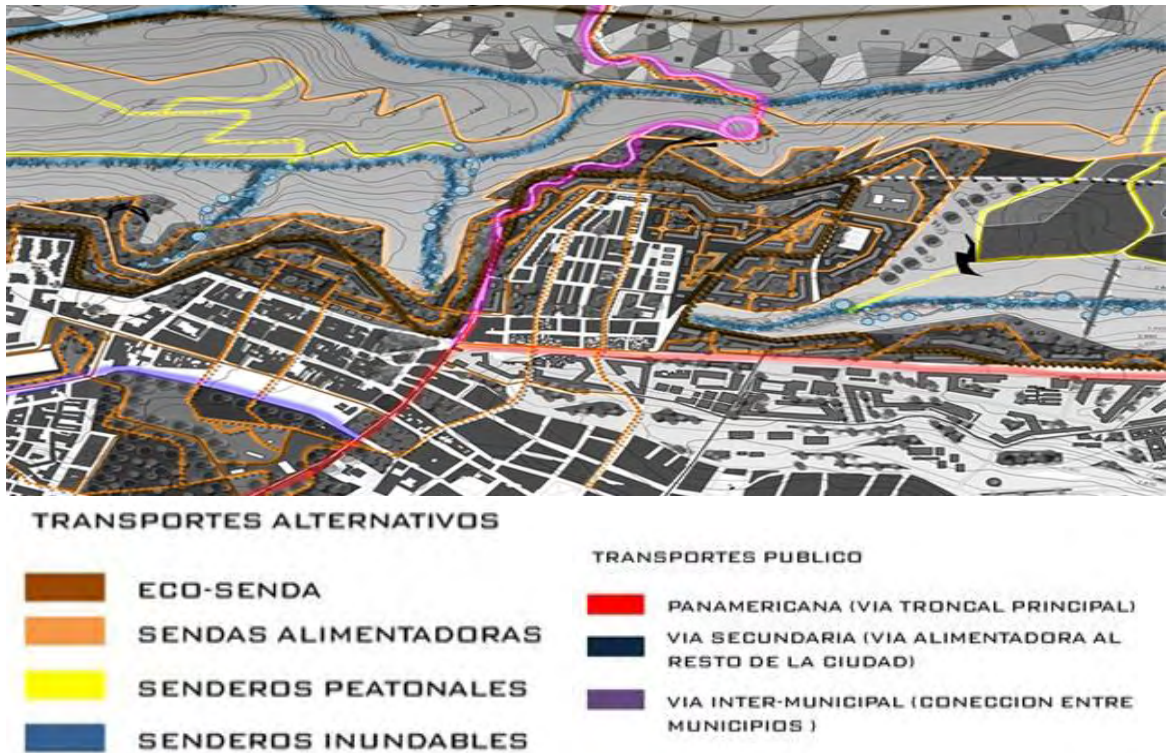 TRANSPORTES ALTERNATIVOS
ECO-SENDA
SENDAS ALIMENTADORAS
SENDEROS PEATONALES
SENDEROS INUNDABLES
TRANSPORTES PUBLICO
PANAMERICANA (VIA TRONCAL PRINCIPAL)
VIA SECUNDARIA (VIA ALIMENTADORA AL
RESTO DE LA CIUDAD)
VIA INTER-MUNICIPAL (CONECCION ENTRE
MUNICIPIOS )